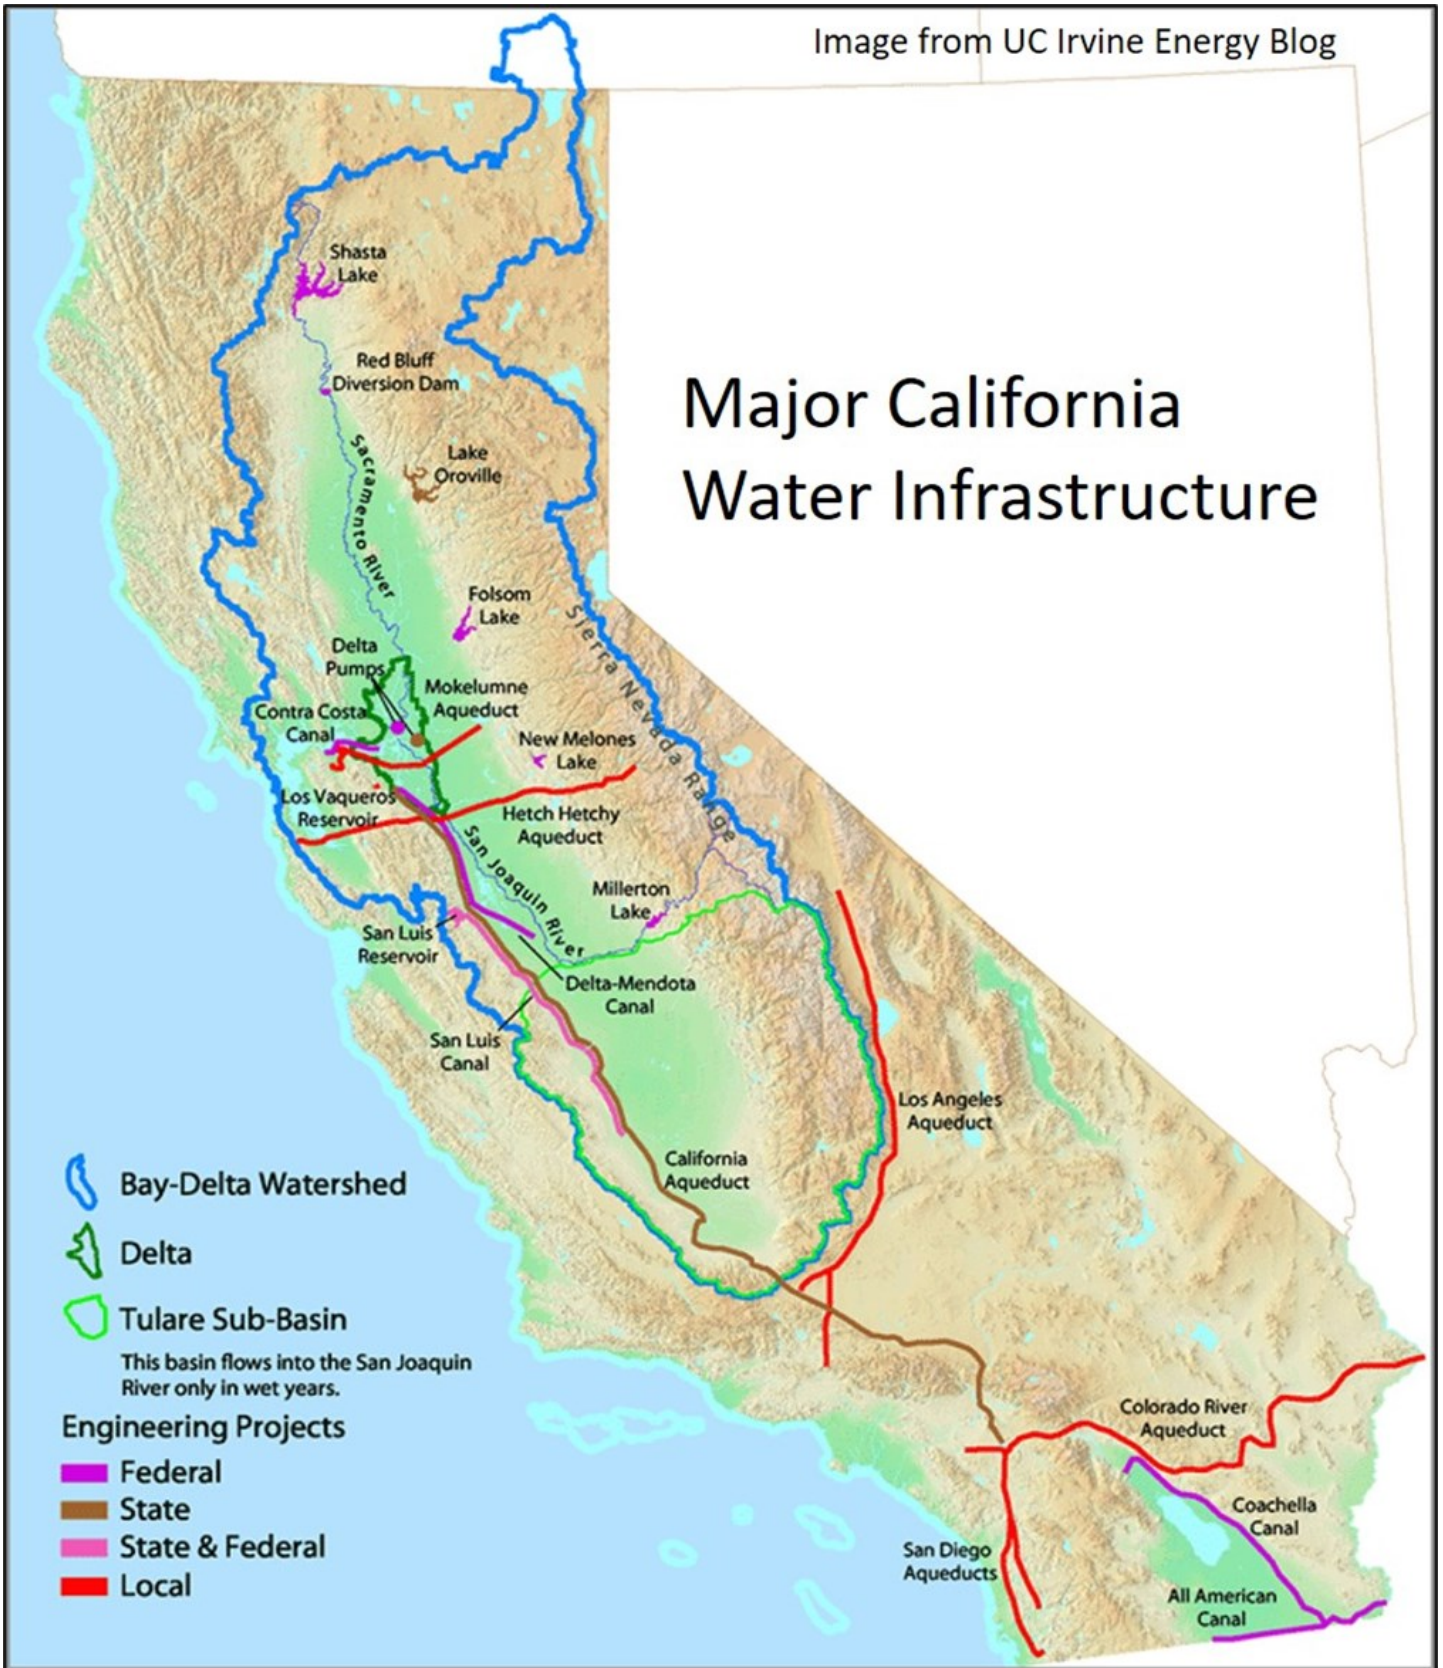 Image from UC Irvine Energy Blog
Major California
Water Infrastructure
Shasta
Lake
Red Bluff
Diversion Dam
Lake
Oroville
Sacramento River
Folsom
Lake
Sierra Nevada Range
Delta
Pumps
Mokelumne
Aqueduct
Contra Costa
Canal
New Melones
Lake
Los Vaqueros
Reservoir
Hetch Hetchy
Aqueduct
San Joaquin River
Millerton
Lake
San Luis
Reservoir
Delta-Mendota
Canal
San Luis
Canal
Los Angeles
Aqueduct
California
Aqueduct
Bay-Delta Watershed
Delta
Tulare Sub-Basin
This basin flows into the San Joaquin
River only in wet years.
Engineering Projects
Federal
State
State & Federal
Local
Colorado River
Aqueduct
Coachella
Canal
San Diego
Aqueducts
All American
Canal